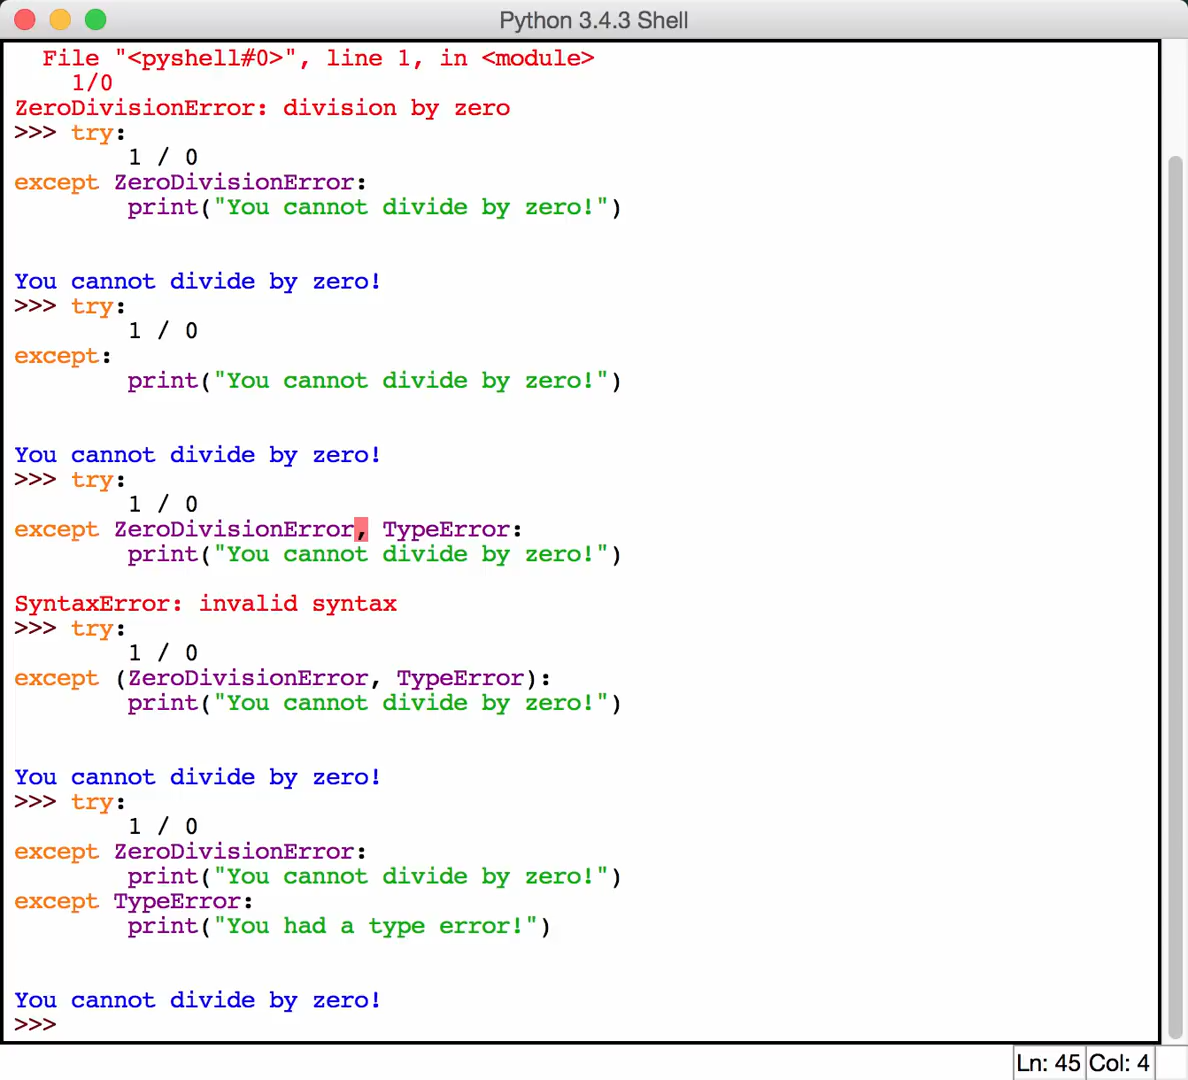 Python 3.4.3 Shell
  File "<pyshell#0>", line 1, in <module>
    1/0
ZeroDivisionError: division by zero
>>> try:
        1 / 0
except ZeroDivisionError:
        print("You cannot divide by zero!")
You cannot divide by zero!
>>> try:
        1 / 0
except:
        print("You cannot divide by zero!")
You cannot divide by zero!
>>> try:
        1 / 0
except ZeroDivisionError, TypeError:
        print("You cannot divide by zero!")
SyntaxError: invalid syntax
>>> try:
        1 / 0
except (ZeroDivisionError, TypeError):
        print("You cannot divide by zero!")
You cannot divide by zero!
>>> try:
        1 / 0
except ZeroDivisionError:
        print("You cannot divide by zero!")
except TypeError:
        print("You had a type error!")
You cannot divide by zero!
>>>
Ln: 45 Col: 4